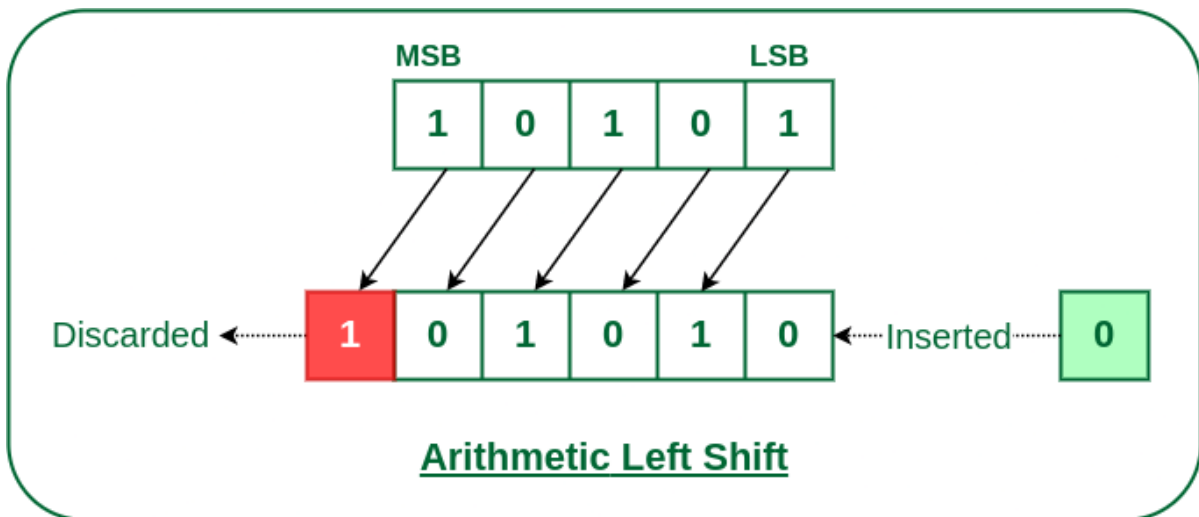 MSB LSB
1 0 1 0 1
Discarded 1 0 1 0 1 0 Inserted 0
Arithmetic Left Shift